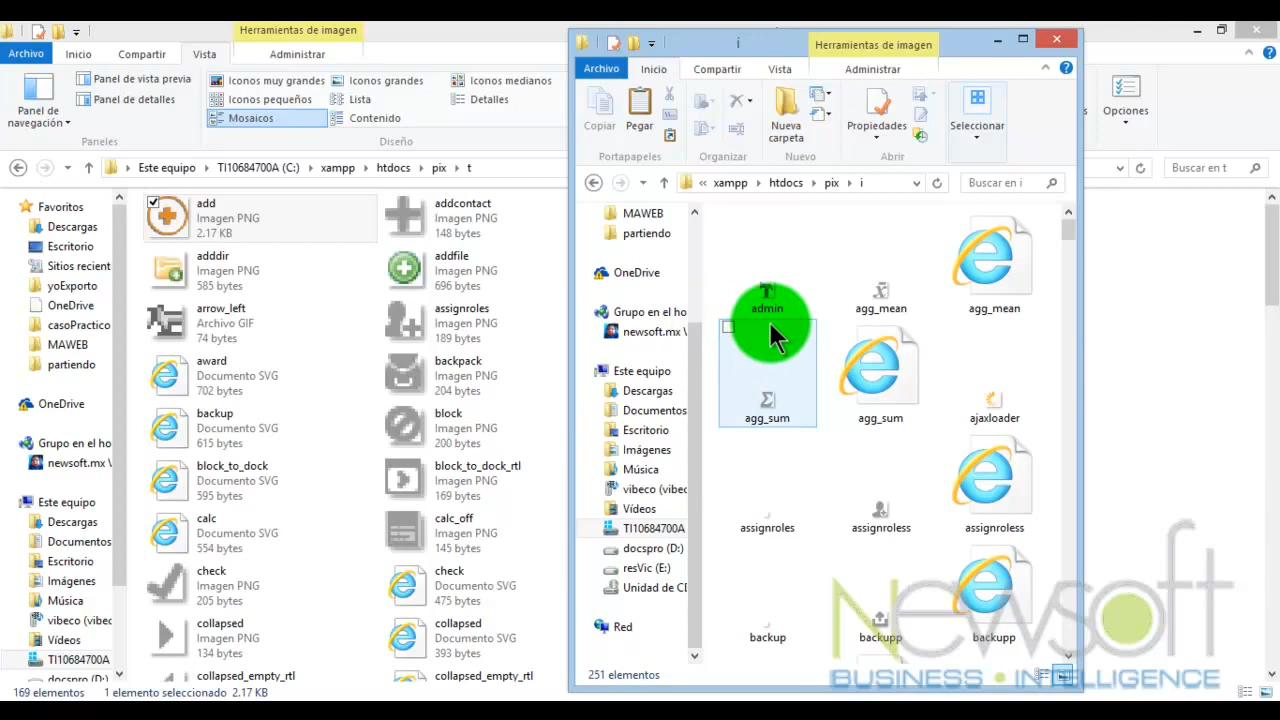 Herramientas de imagen
Archivo Inicio Compartir Vista Administrar
Panel de navegación
Panel de vista previa
Panel de detalles
Paneles
Iconos muy grandes Iconos grandes Iconos medianos
Iconos pequeños Lista Detalles
Mosaicos Contenido
Diseño
Opciones
Este equipo TI10684700A (C:) xampp htdocs pix t
Buscar en t
Favoritos
Descargas
Escritorio
Sitios recient
yoExporto
OneDrive
casoPractico
MAWEB
partiendo
OneDrive
Grupo en el ho
newsoft.mx \
Este equipo
Descargas
Documentos
Escritorio
Imágenes
Música
vibeco (vibec
Vídeos
TI10684700A
docspro (D:)
add
Imagen PNG
2.17 KB
addcontact
Imagen PNG
148 bytes
adddir
Imagen PNG
585 bytes
addfile
Imagen PNG
696 bytes
arrow_left
Archivo GIF
74 bytes
assignroles
Imagen PNG
189 bytes
award
Documento SVG
702 bytes
backpack
Imagen PNG
204 bytes
backup
Documento SVG
615 bytes
block
Imagen PNG
200 bytes
block_to_dock
Documento SVG
595 bytes
block_to_dock_rtl
Imagen PNG
169 bytes
calc
Documento SVG
554 bytes
calc_off
Imagen PNG
145 bytes
check
Imagen PNG
205 bytes
check
Documento SVG
475 bytes
collapsed
Imagen PNG
134 bytes
collapsed
Documento SVG
393 bytes
collapsed_empty_rtl
collapsed_empty_rtl
169 elementos 1 elemento seleccionado 2.17 KB
i
Herramientas de imagen
Archivo Inicio Compartir Vista Administrar
Copiar Pegar
Portapapeles
Organizar
Nueva carpeta
Nuevo
Propiedades
Abrir
Seleccionar
« xampp htdocs pix i
Buscar en i
MAWEB
partiendo
OneDrive
Grupo en el ho
newsoft.mx \
Este equipo
Descargas
Documentos
Escritorio
Imágenes
Música
vibeco (vibec
Vídeos
TI10684700A
docspro (D:)
resVic (E:)
Unidad de CD
Red
admin agg_mean agg_mean
agg_sum agg_sum ajaxloader
assignroles assignroless assignroless
backup backupp backupp
251 elementos
Newsoft
BUSINESS • INTELLIGENCE